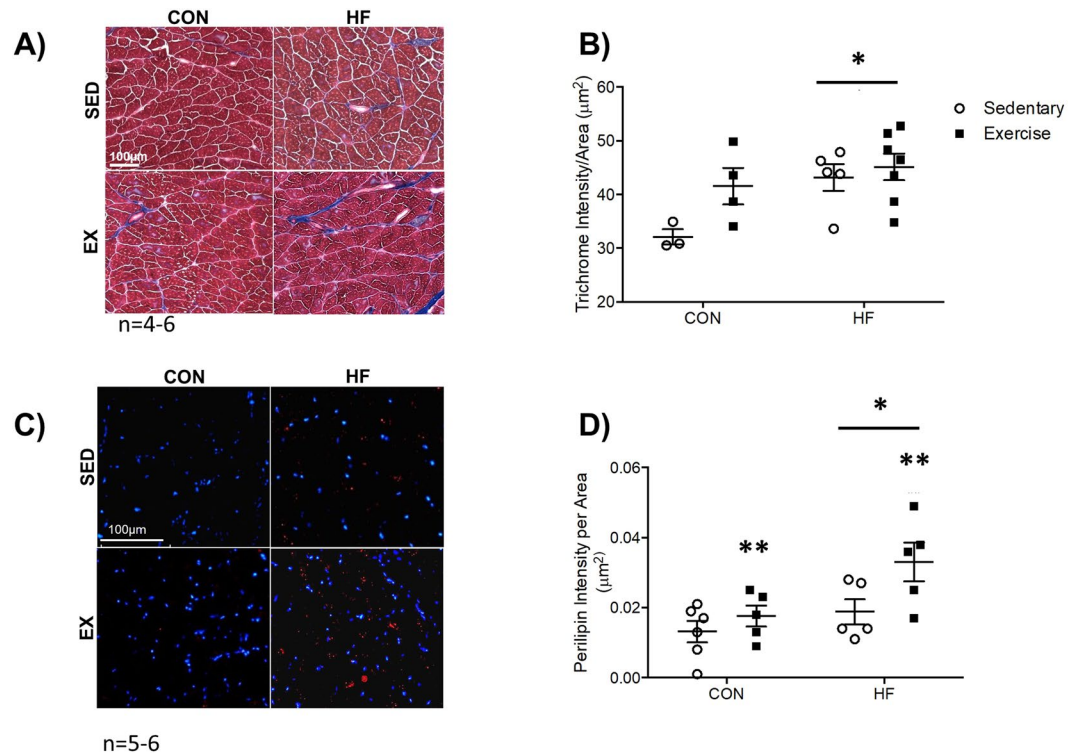 A)
CON HF
SED
100µm
EX
n=4-6
B)
*
Trichrome Intensity/Area (µm²)
60
50
40
30
20
CON HF
Sedentary
Exercise
C)
CON HF
SED
100µm
EX
n=5-6
D)
*
**
**
Perilipin Intensity per Area
(µm²)
0.06
0.04
0.02
0.00
CON HF